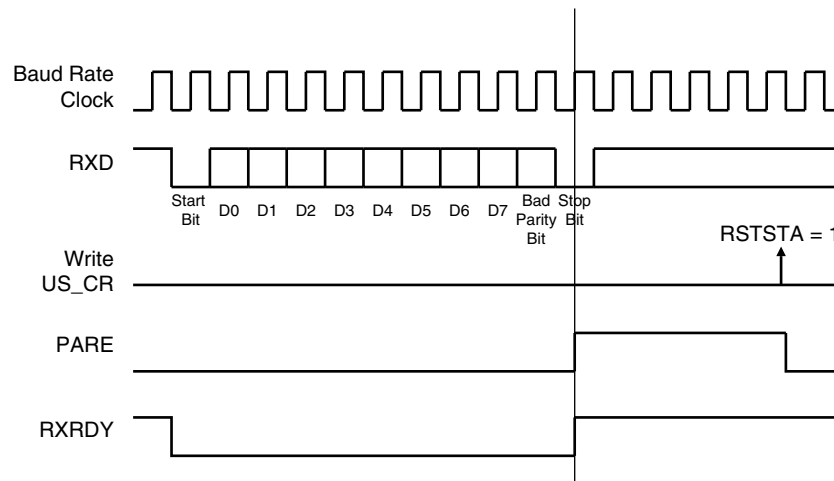 Baud Rate
Clock
RXD
Start
Bit
D0
D1
D2
D3
D4
D5
D6
D7
Bad
Parity
Bit
Stop
Bit
RSTSTA = 1
Write
US_CR
PARE
RXRDY